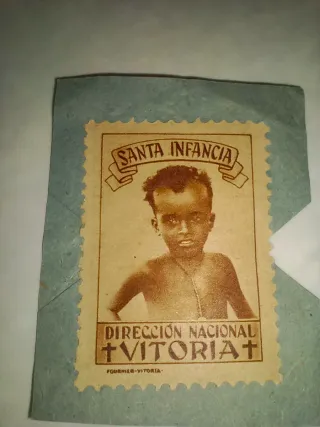 SANTA INFANCIA
DIRECCIÓN NACIONAL
✝VITORIA✝
FOURNIER-VITORIA-